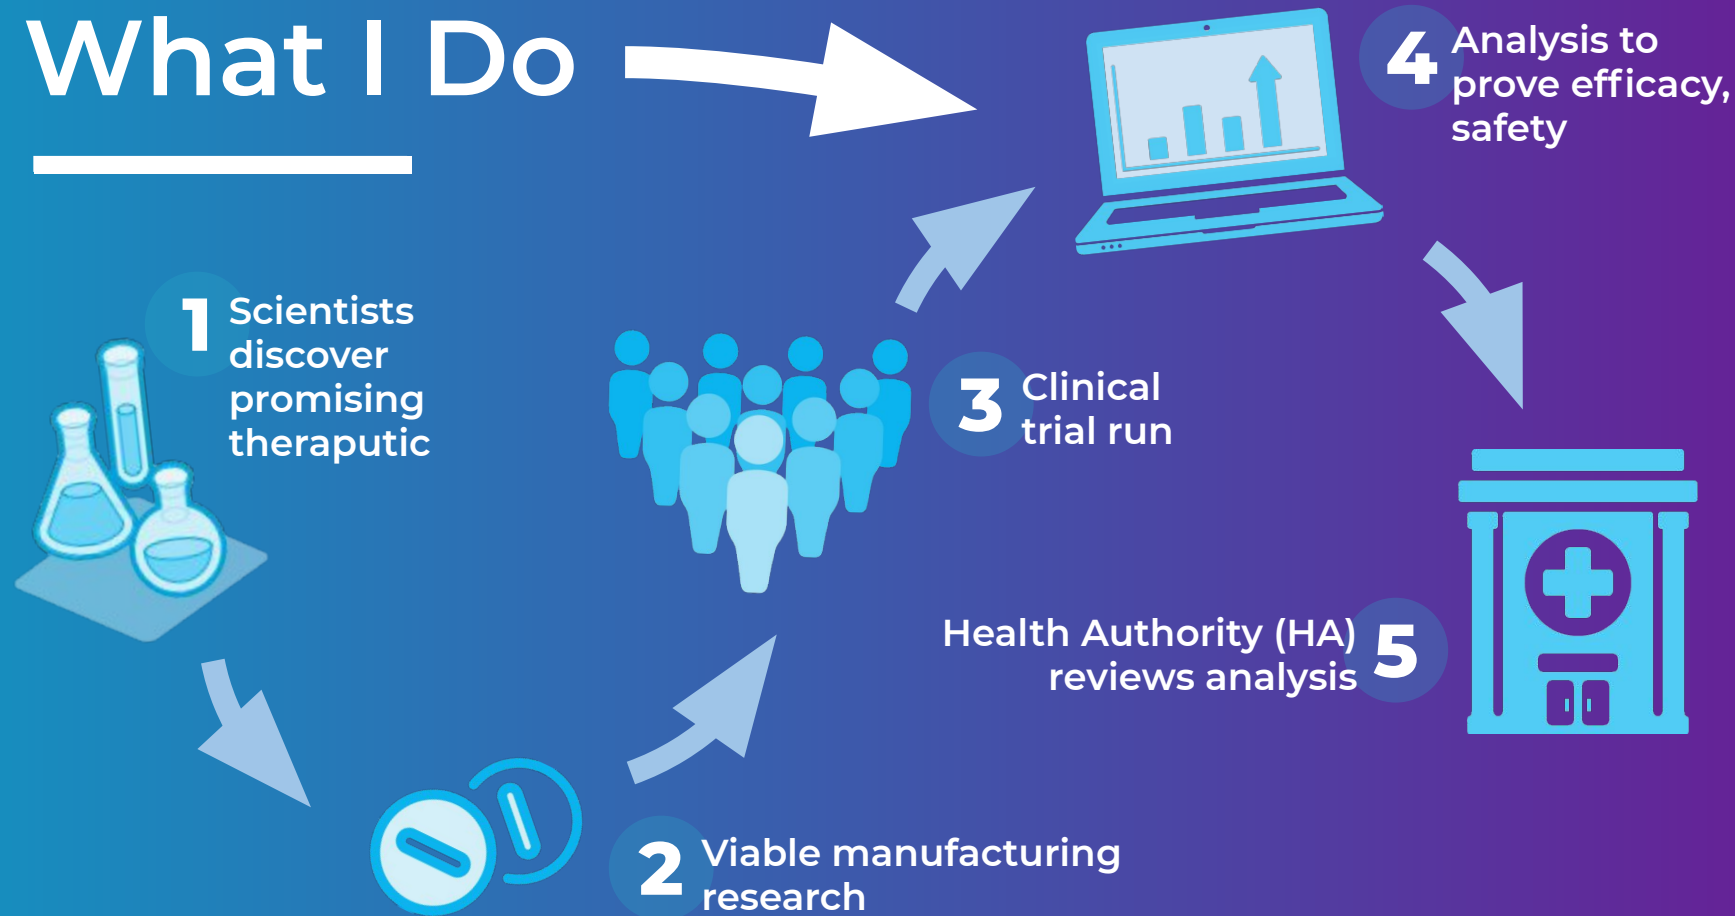 What I Do
1
Scientists
discover
promising
theraputic
2
Viable manufacturing
research
3
Clinical
trial run
4
Analysis to
prove efficacy,
safety
Health Authority (HA)
reviews analysis
5